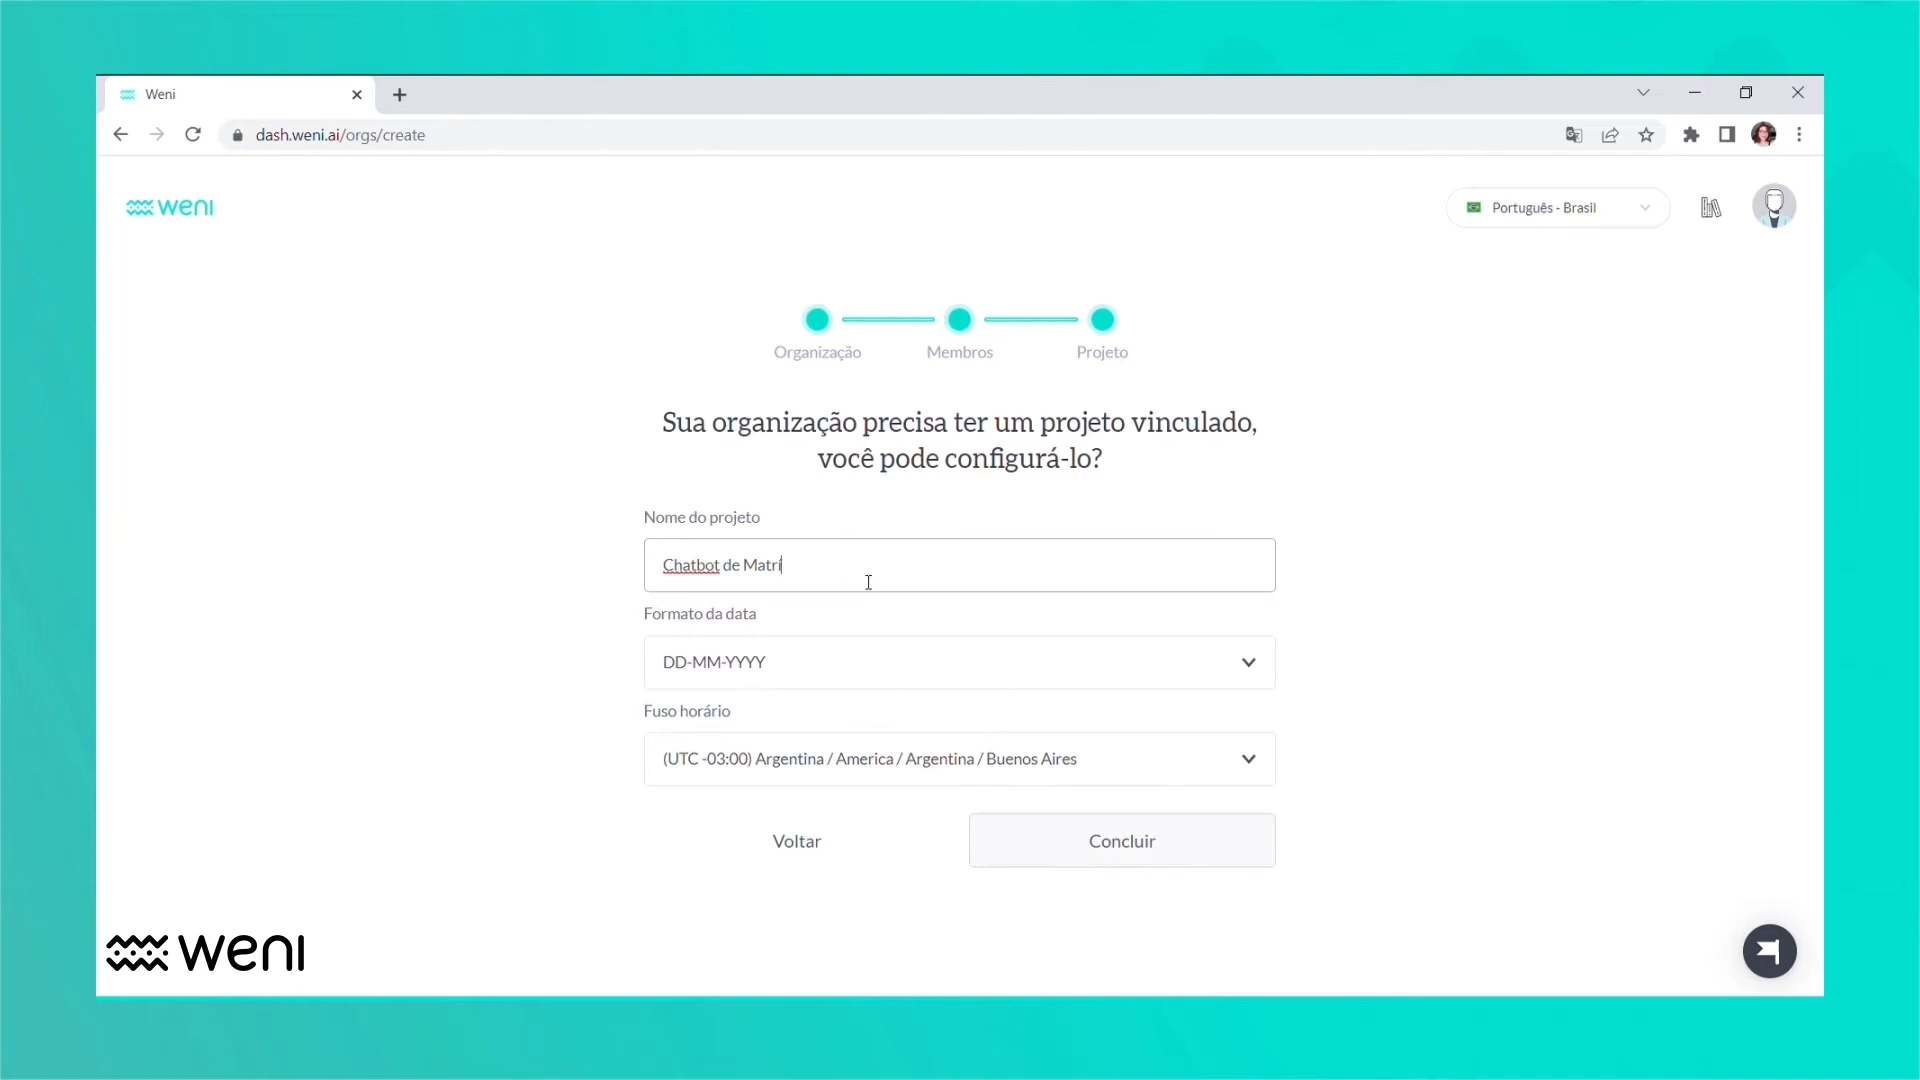 Weni
dash.weni.ai/orgs/create
weni
Português - Brasil
Organização
Membros
Projeto
Sua organização precisa ter um projeto vinculado,
você pode configurá-lo?
Nome do projeto
Chatbot de Matrí
Formato da data
DD-MM-YYYY
Fuso horário
(UTC -03:00) Argentina / America / Argentina / Buenos Aires
Voltar
Concluir
weni